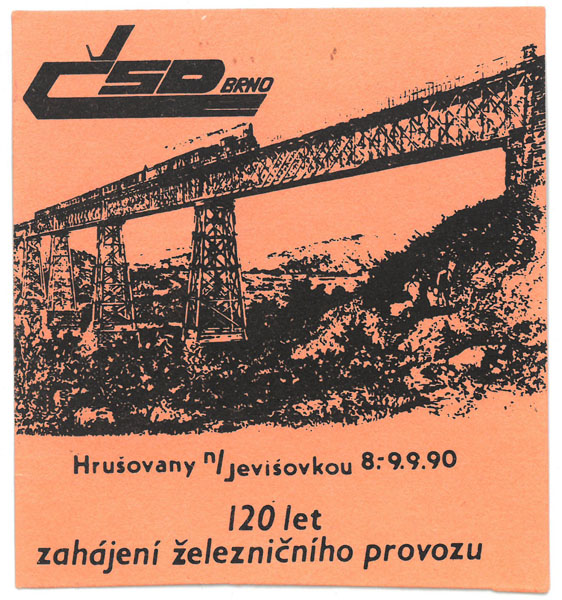 ČSD BRNO
Hrušovany n/Jevišovkou 8.-9.9.90
120 let
zahájení železničního provozu